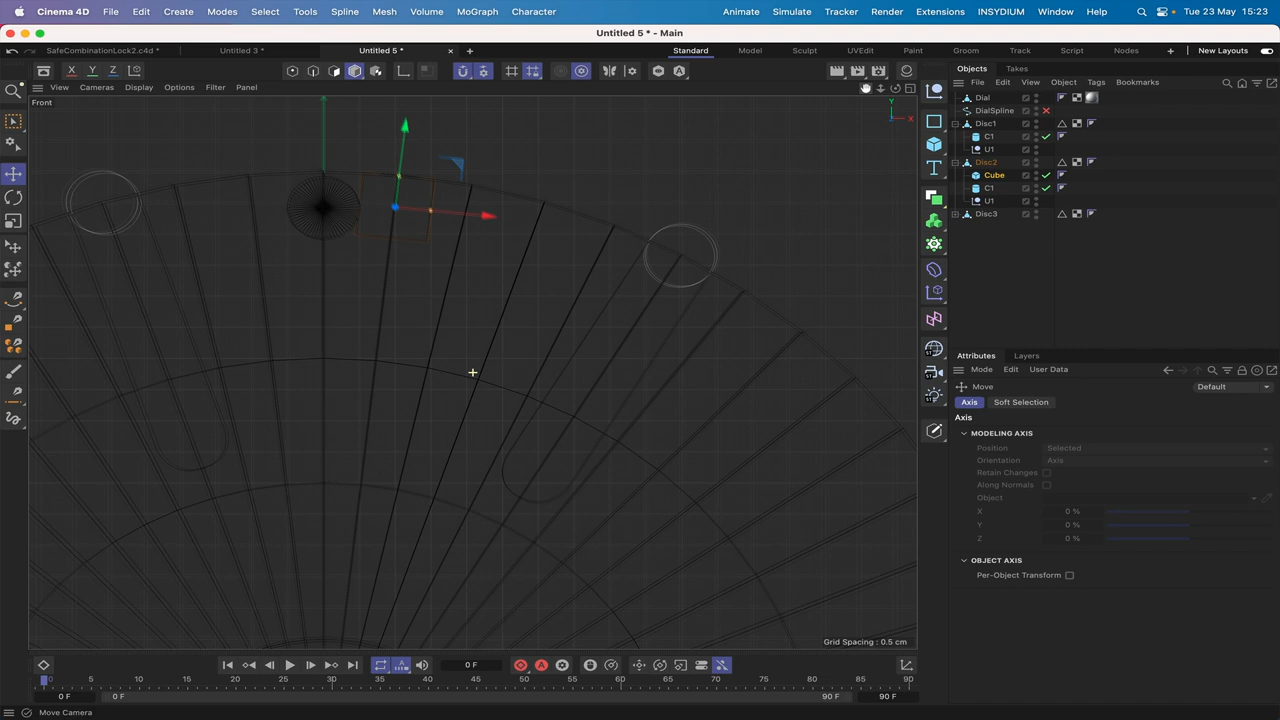 Cinema 4D File Edit Create Modes Select Tools Spline Mesh Volume MoGraph Character Animate Simulate Tracker Render Extensions INSYDIUM Window Help Tue 23 May 15:23
Untitled 5 * - Main
SafeCombinationLock2.c4d * Untitled 3 * Untitled 5 * Standard Model Sculpt UVEdit Paint Groom Track Script Nodes New Layouts
X Y Z
Objects Takes
View Cameras Display Options Filter Panel
File Edit View Object Tags Bookmarks
Front
Y
X
Dial
DialSpline
Disc1
C1
U1
Disc2
Cube
C1
U1
Disc3
Attributes Layers
Mode Edit User Data
Move Default
Axis Soft Selection
Axis
MODELING AXIS
Position Selected
Orientation Axis
Retain Changes
Along Normals
Object
X 0 %
Y 0 %
Z 0 %
OBJECT AXIS
Per-Object Transform
Grid Spacing : 0.5 cm
0 F
0 5 10 15 20 25 30 35 40 45 50 55 60 65 70 75 80 85 90
0 F 0 F 90 F 90 F
Move Camera